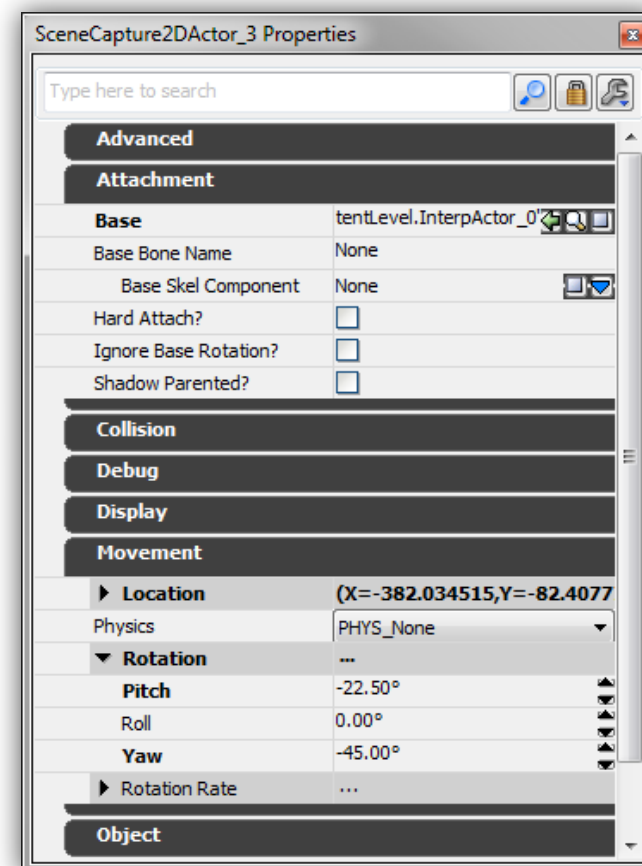 SceneCapture2DActor_3 Properties
Type here to search
Advanced
Attachment
Base tentLevel.InterpActor_0'
Base Bone Name None
Base Skel Component None
Hard Attach?
Ignore Base Rotation?
Shadow Parented?
Collision
Debug
Display
Movement
Location (X=-382.034515,Y=-82.4077
Physics PHYS_None
Rotation ...
Pitch -22.50°
Roll 0.00°
Yaw -45.00°
Rotation Rate ...
Object